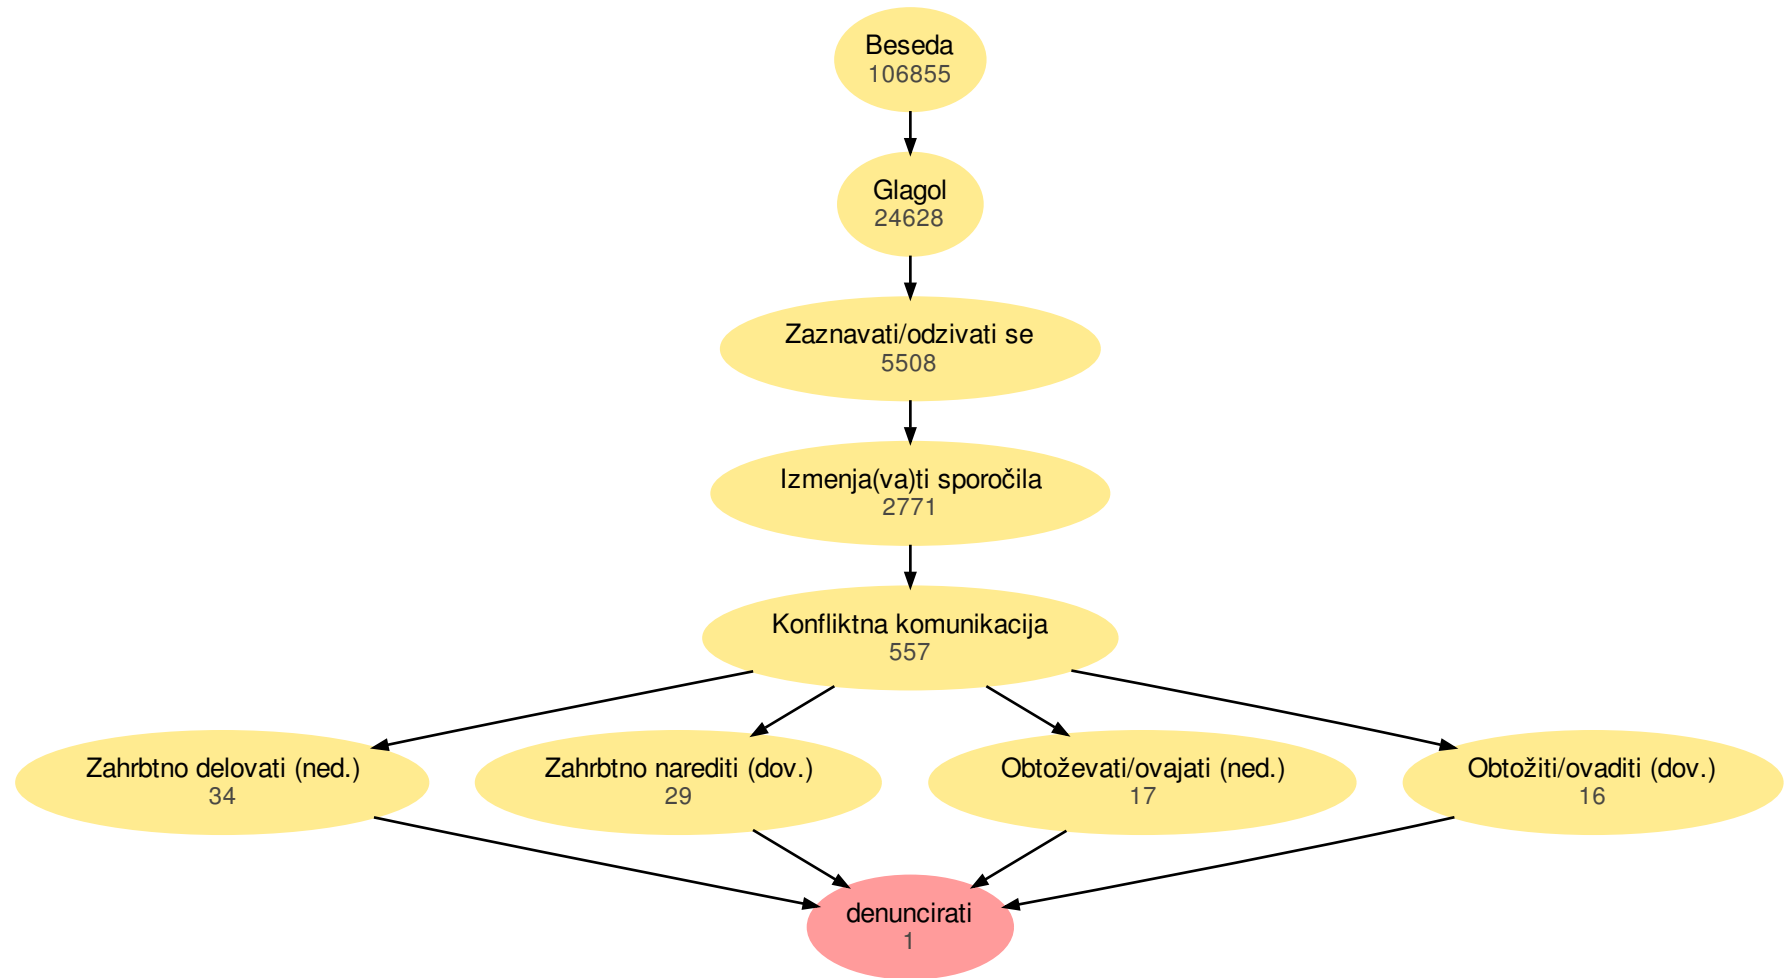 Beseda
106855
Glagol
24628
Zaznavati/odzivati se
5508
Izmenja(va)ti sporočila
2771
Konfliktna komunikacija
557
Zahrbtno delovati (ned.)
34
Zahrbtno narediti (dov.)
29
Obtoževati/ovajati (ned.)
17
Obtožiti/ovaditi (dov.)
16
denuncirati
1